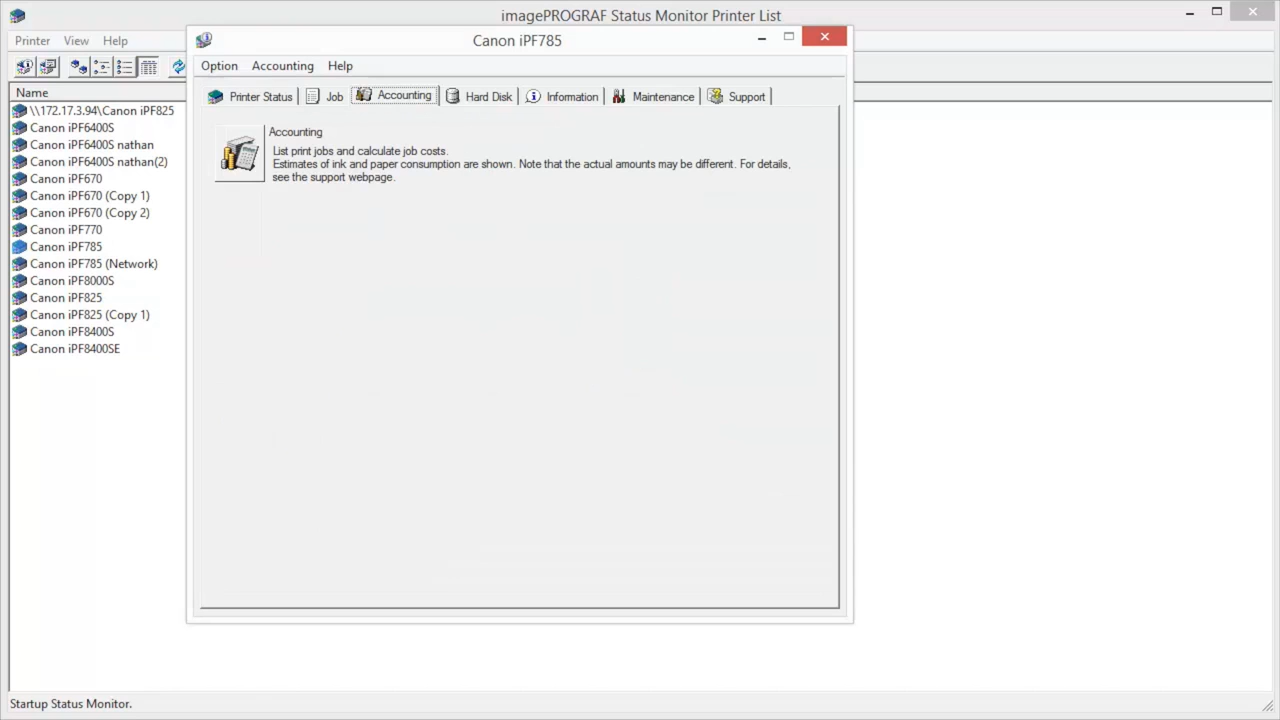 imagePROGRAF Status Monitor Printer List
Printer View Help
Name
\\172.17.3.94\Canon iPF825
Canon iPF6400S
Canon iPF6400S nathan
Canon iPF6400S nathan(2)
Canon iPF670
Canon iPF670 (Copy 1)
Canon iPF670 (Copy 2)
Canon iPF770
Canon iPF785
Canon iPF785 (Network)
Canon iPF8000S
Canon iPF825
Canon iPF825 (Copy 1)
Canon iPF8400S
Canon iPF8400SE
Canon iPF785
Option Accounting Help
Printer Status Job Accounting Hard Disk Information Maintenance Support
Accounting
List print jobs and calculate job costs.
Estimates of ink and paper consumption are shown. Note that the actual amounts may be different. For details,
see the support webpage.
Startup Status Monitor.